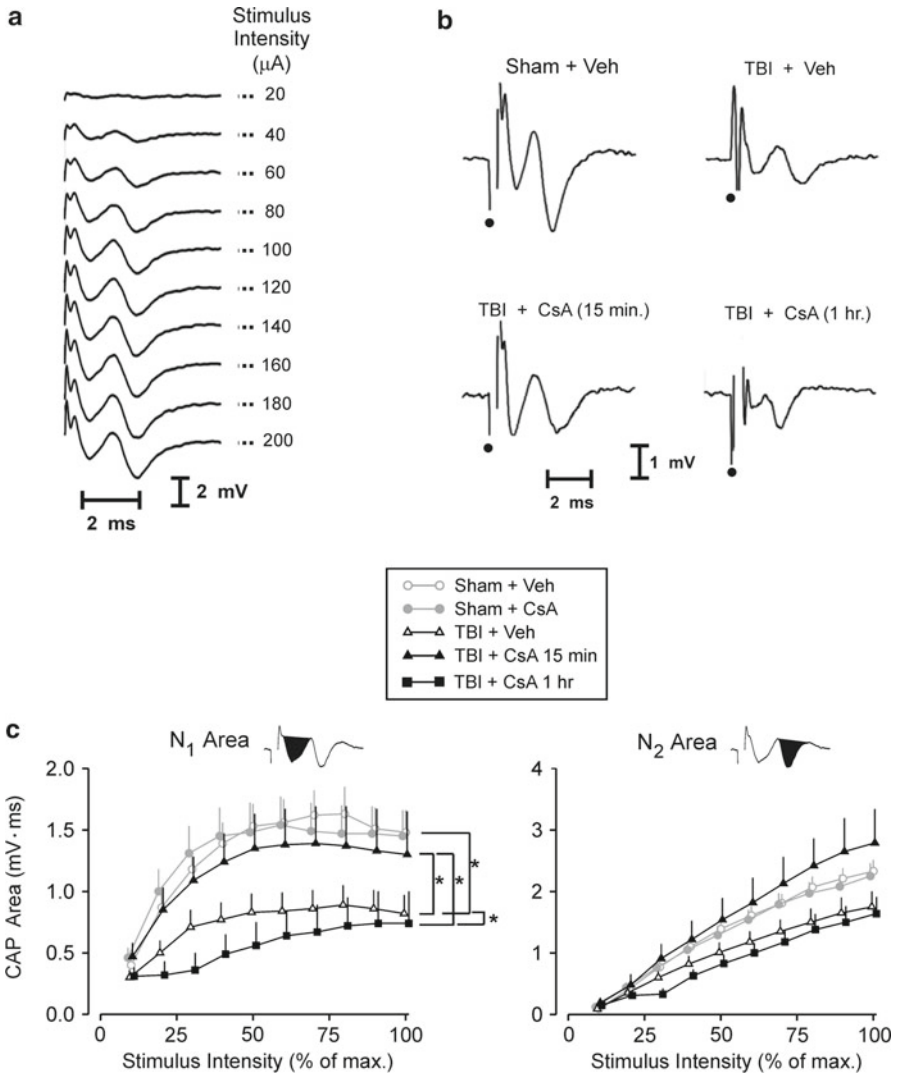 a
Stimulus
Intensity
(μA)
20
40
60
80
100
120
140
160
180
200
2 mV
2 ms
b
Sham + Veh
TBI + Veh
TBI + CsA (15 min.)
TBI + CsA (1 hr.)
1 mV
2 ms
Sham + Veh
Sham + CsA
TBI + Veh
TBI + CsA 15 min
TBI + CsA 1 hr
c
N1 Area
CAP Area (mV·ms)
2.0
1.5
1.0
0.5
0.0
* * *
*
0 25 50 75 100
Stimulus Intensity (% of max.)
N2 Area
4
3
2
1
0
0 25 50 75 100
Stimulus Intensity (% of max.)